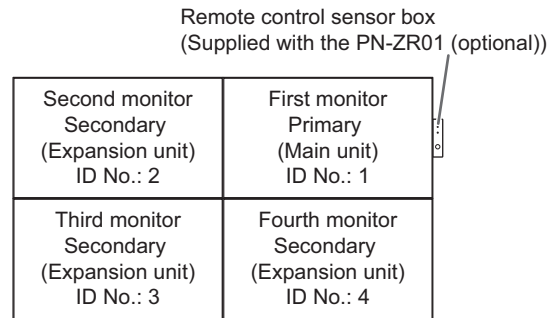 Remote control sensor box
(Supplied with the PN-ZR01 (optional))
Second monitor
Secondary
(Expansion unit)
ID No.: 2
First monitor
Primary
(Main unit)
ID No.: 1
Third monitor
Secondary
(Expansion unit)
ID No.: 3
Fourth monitor
Secondary
(Expansion unit)
ID No.: 4